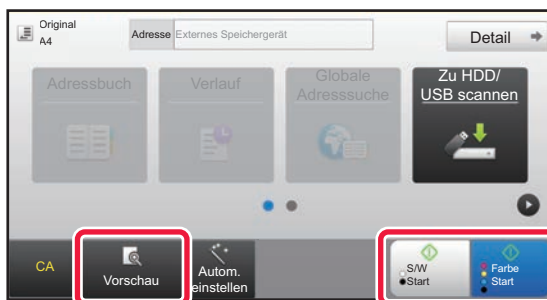 Original
A4
Adresse
Externes Speichergerät
Detail
Adressbuch
Verlauf
Globale
Adresssuche
Zu HDD/
USB scannen
CA
Vorschau
Autom.
einstellen
S/W
Start
Farbe
Start